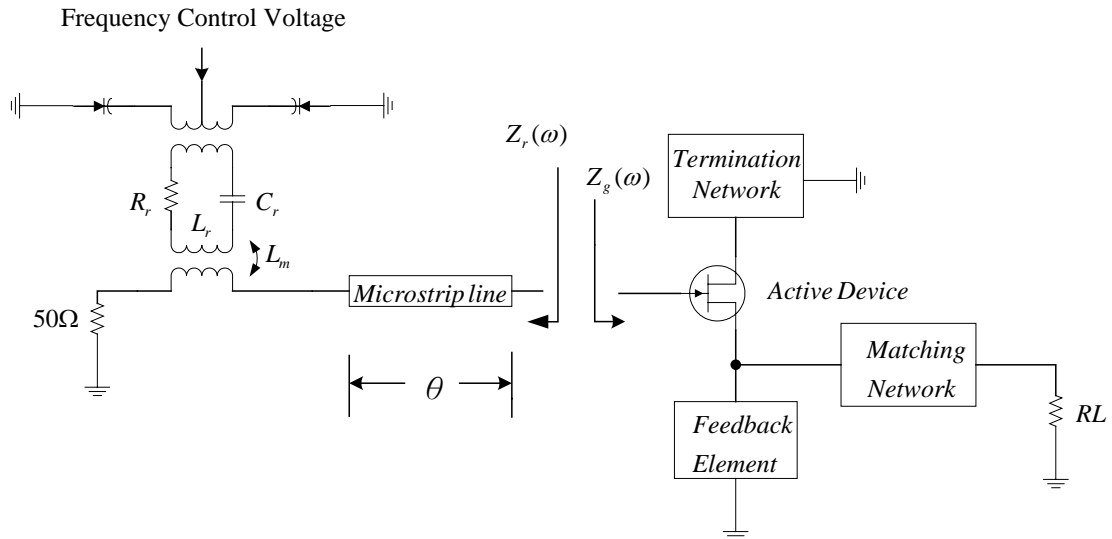 Frequency Control Voltage
R_r
L_r
C_r
L_m
50Ω
Microstrip line
θ
Z_r(ω)
Z_g(ω)
Termination
Network
Active Device
Matching
Network
Feedback
Element
RL